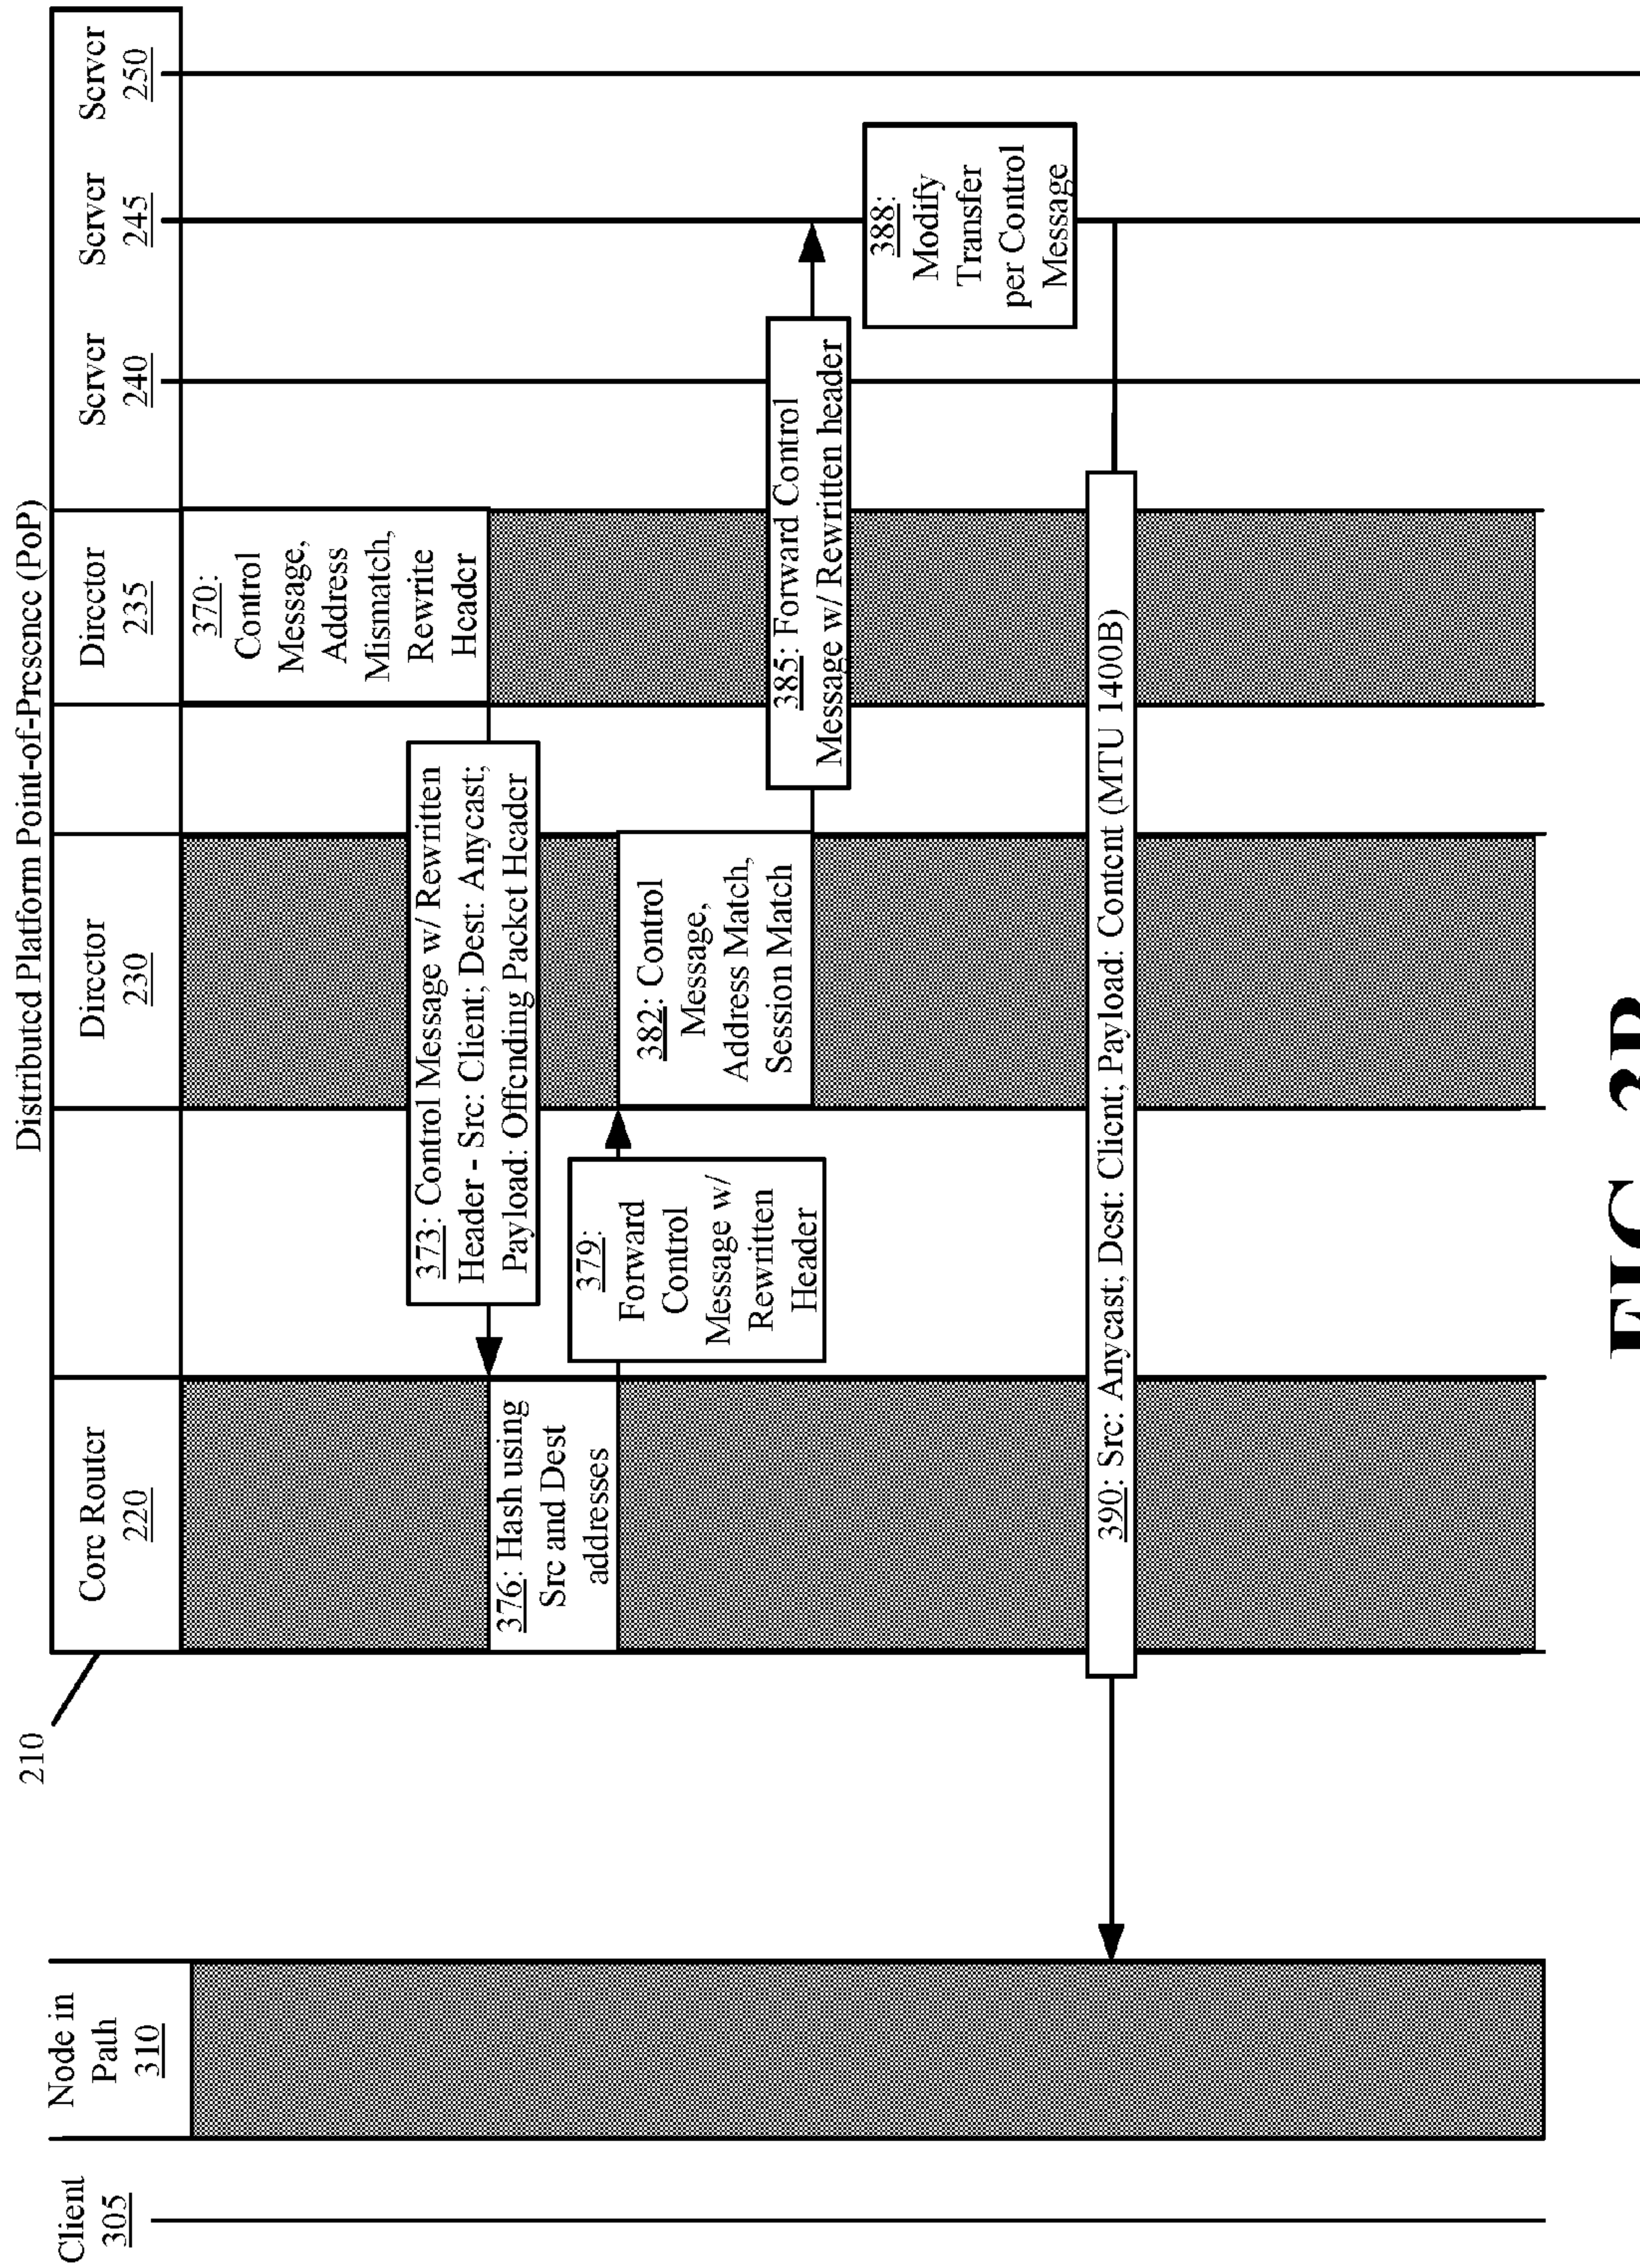 Distributed Platform Point-of-Presence (PoP)
210
Client
305
Node in
Path
310
Core Router
220
Director
230
Director
235
Server
240
Server
245
Server
250
370:
Control
Message,
Address
Mismatch,
Rewrite
Header
373: Control Message w/ Rewritten
Header - Src: Client; Dest: Anycast;
Payload: Offending Packet Header
376: Hash using
Src and Dest
addresses
379:
Forward
Control
Message w/
Rewritten
Header
382: Control
Message,
Address Match,
Session Match
385: Forward Control
Message w/ Rewritten header
388:
Modify
Transfer
per Control
Message
390: Src: Anycast; Dest: Client; Payload: Content (MTU 1400B)